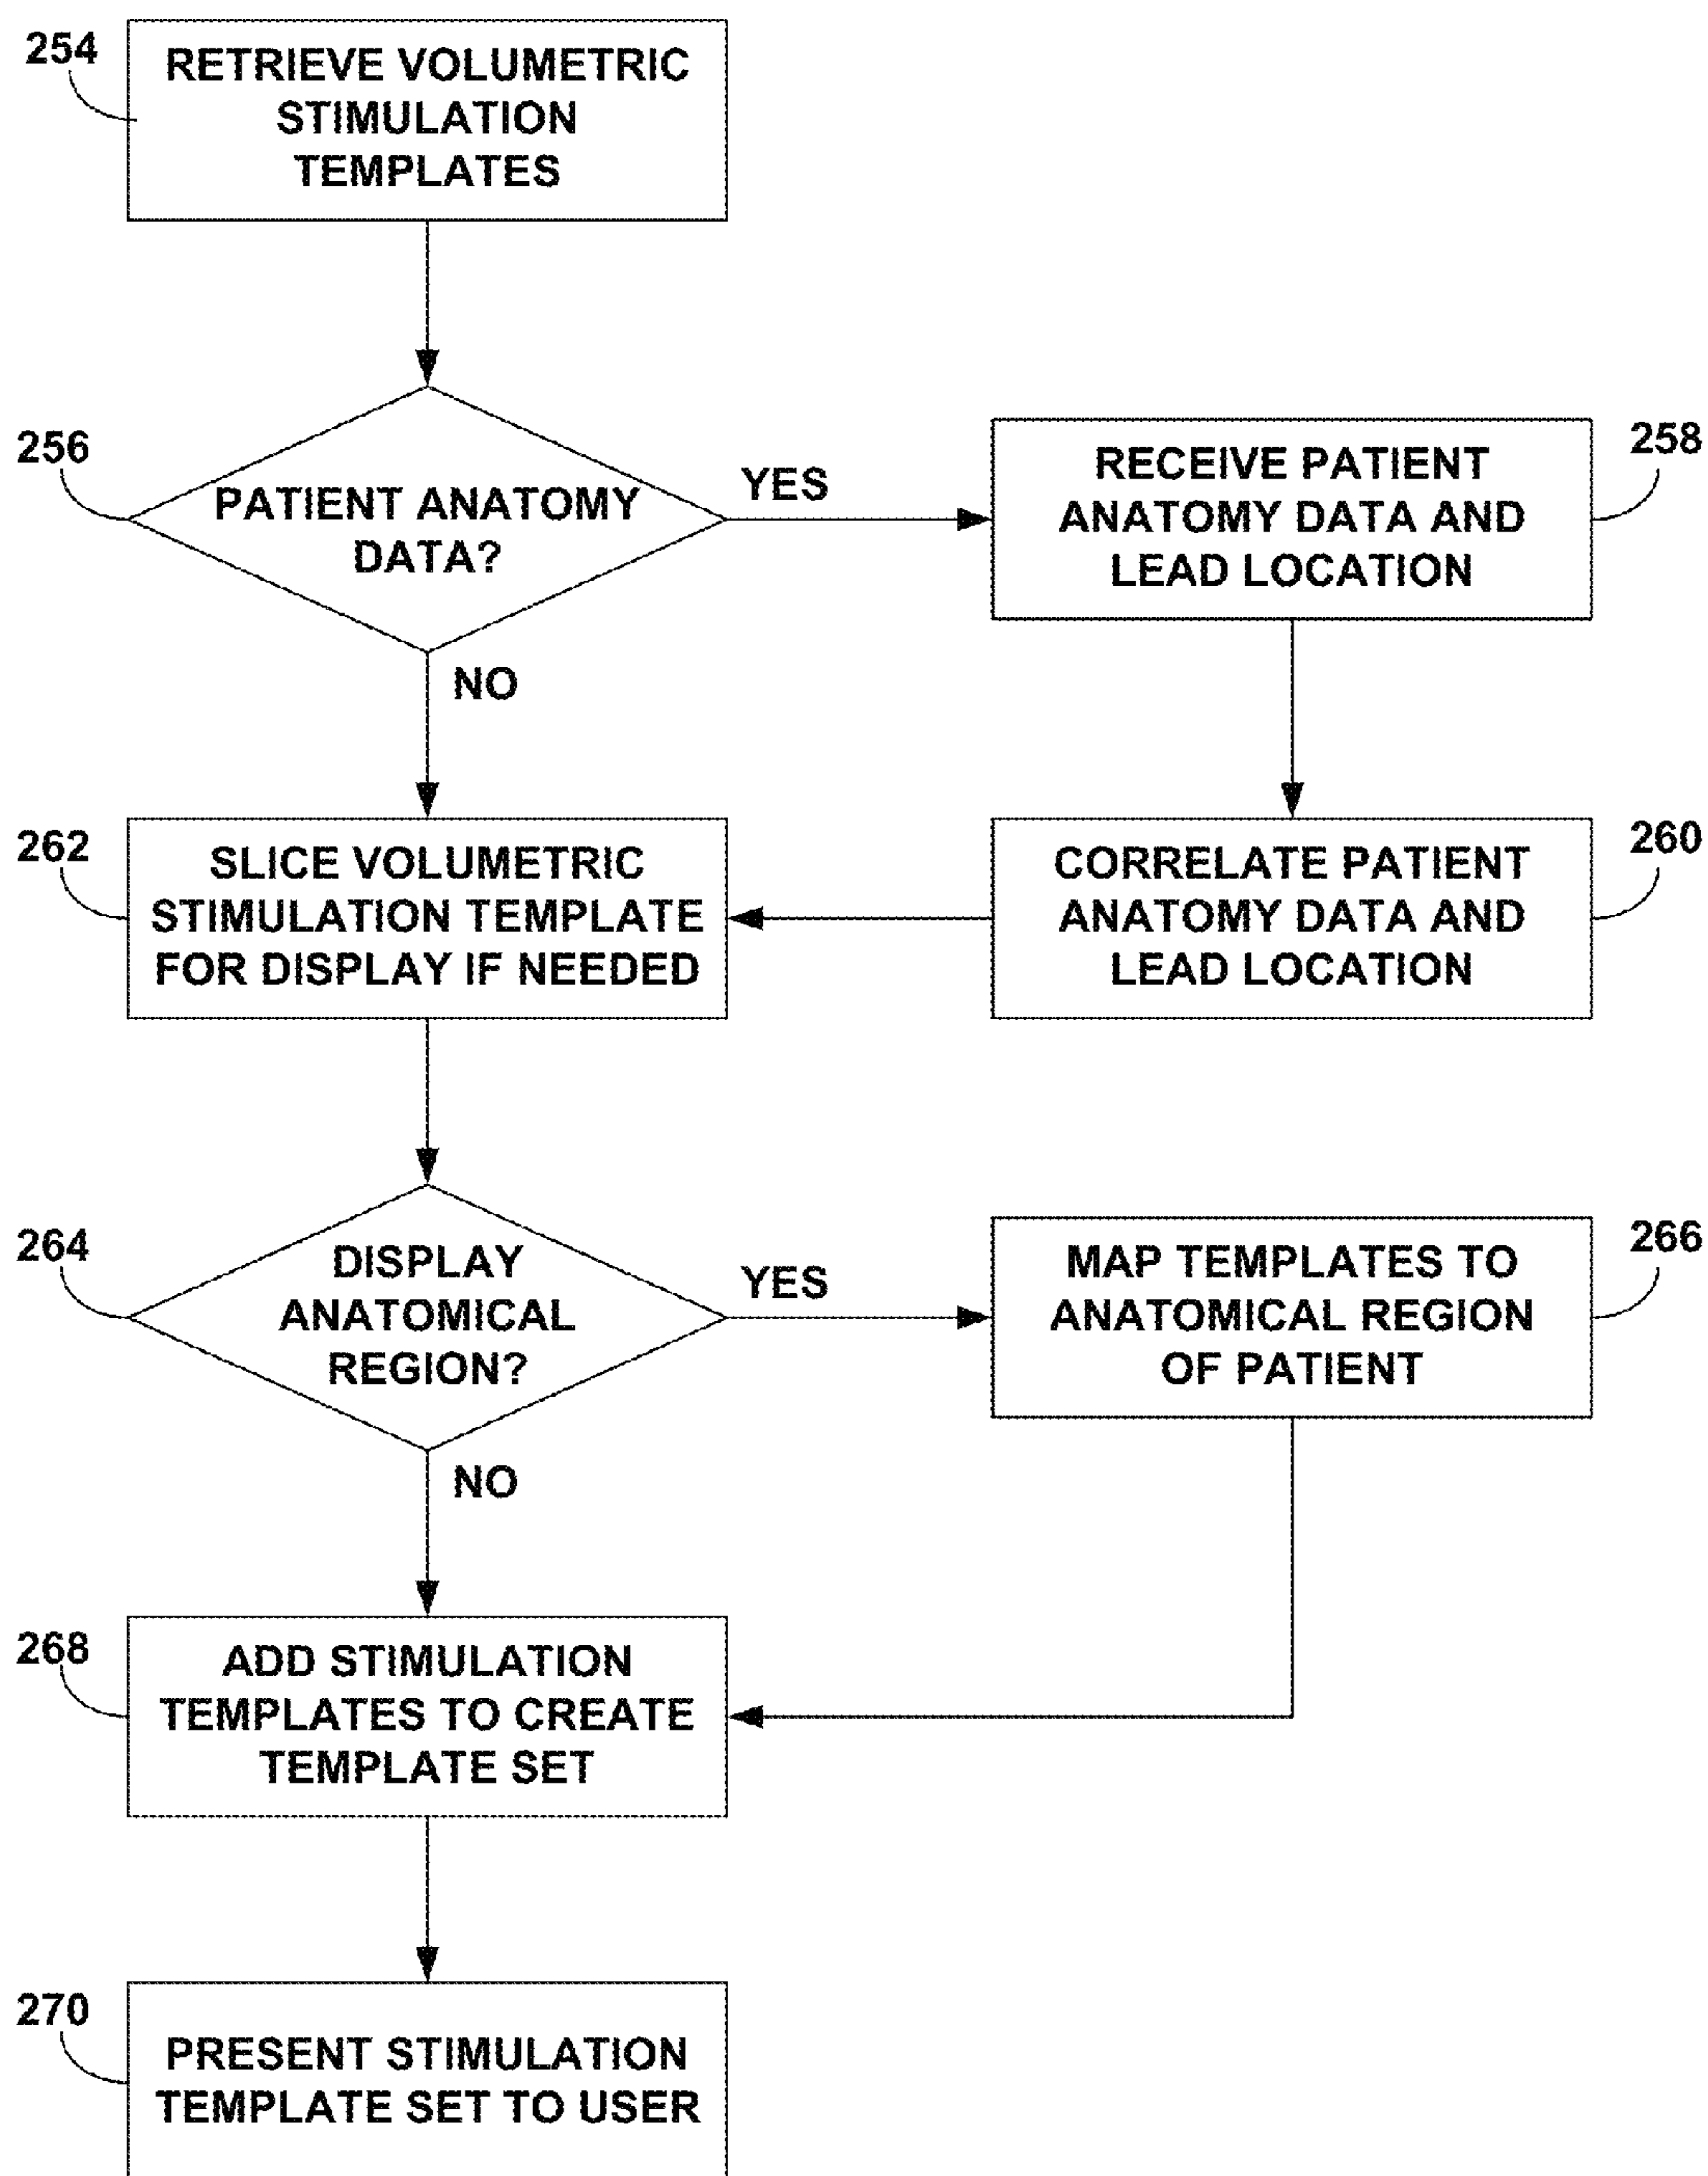 254
RETRIEVE VOLUMETRIC
STIMULATION
TEMPLATES
256
PATIENT ANATOMY
DATA?
YES
NO
258
RECEIVE PATIENT
ANATOMY DATA AND
LEAD LOCATION
260
CORRELATE PATIENT
ANATOMY DATA AND
LEAD LOCATION
262
SLICE VOLUMETRIC
STIMULATION TEMPLATE
FOR DISPLAY IF NEEDED
264
DISPLAY
ANATOMICAL
REGION?
YES
NO
266
MAP TEMPLATES TO
ANATOMICAL REGION
OF PATIENT
268
ADD STIMULATION
TEMPLATES TO CREATE
TEMPLATE SET
270
PRESENT STIMULATION
TEMPLATE SET TO USER